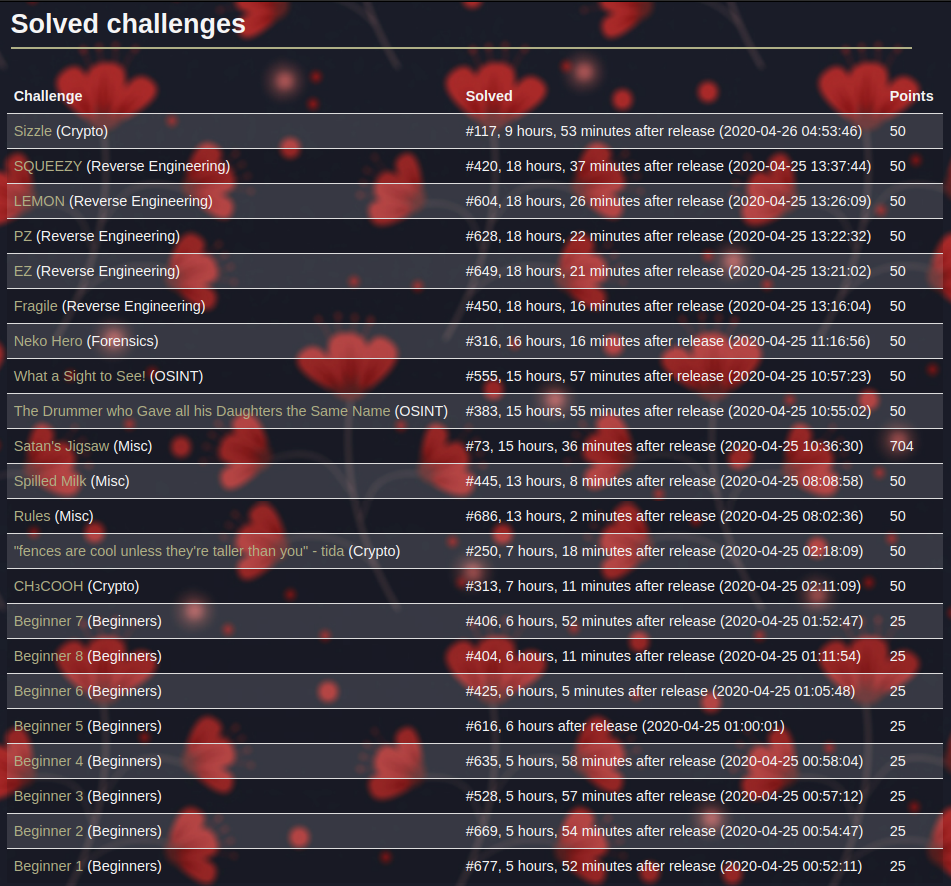 Solved challenges
Challenge Solved Points
Sizzle (Crypto) #117, 9 hours, 53 minutes after release (2020-04-26 04:53:46) 50
SQUEEZY (Reverse Engineering) #420, 18 hours, 37 minutes after release (2020-04-25 13:37:44) 50
LEMON (Reverse Engineering) #604, 18 hours, 26 minutes after release (2020-04-25 13:26:09) 50
PZ (Reverse Engineering) #628, 18 hours, 22 minutes after release (2020-04-25 13:22:32) 50
EZ (Reverse Engineering) #649, 18 hours, 21 minutes after release (2020-04-25 13:21:02) 50
Fragile (Reverse Engineering) #450, 18 hours, 16 minutes after release (2020-04-25 13:16:04) 50
Neko Hero (Forensics) #316, 16 hours, 16 minutes after release (2020-04-25 11:16:56) 50
What a Sight to See! (OSINT) #555, 15 hours, 57 minutes after release (2020-04-25 10:57:23) 50
The Drummer who Gave all his Daughters the Same Name (OSINT) #383, 15 hours, 55 minutes after release (2020-04-25 10:55:02) 50
Satan's Jigsaw (Misc) #73, 15 hours, 36 minutes after release (2020-04-25 10:36:30) 704
Spilled Milk (Misc) #445, 13 hours, 8 minutes after release (2020-04-25 08:08:58) 50
Rules (Misc) #686, 13 hours, 2 minutes after release (2020-04-25 08:02:36) 50
"fences are cool unless they're taller than you" - tida (Crypto) #250, 7 hours, 18 minutes after release (2020-04-25 02:18:09) 50
CH₃COOH (Crypto) #313, 7 hours, 11 minutes after release (2020-04-25 02:11:09) 50
Beginner 7 (Beginners) #406, 6 hours, 52 minutes after release (2020-04-25 01:52:47) 25
Beginner 8 (Beginners) #404, 6 hours, 11 minutes after release (2020-04-25 01:11:54) 25
Beginner 6 (Beginners) #425, 6 hours, 5 minutes after release (2020-04-25 01:05:48) 25
Beginner 5 (Beginners) #616, 6 hours after release (2020-04-25 01:00:01) 25
Beginner 4 (Beginners) #635, 5 hours, 58 minutes after release (2020-04-25 00:58:04) 25
Beginner 3 (Beginners) #528, 5 hours, 57 minutes after release (2020-04-25 00:57:12) 25
Beginner 2 (Beginners) #669, 5 hours, 54 minutes after release (2020-04-25 00:54:47) 25
Beginner 1 (Beginners) #677, 5 hours, 52 minutes after release (2020-04-25 00:52:11) 25